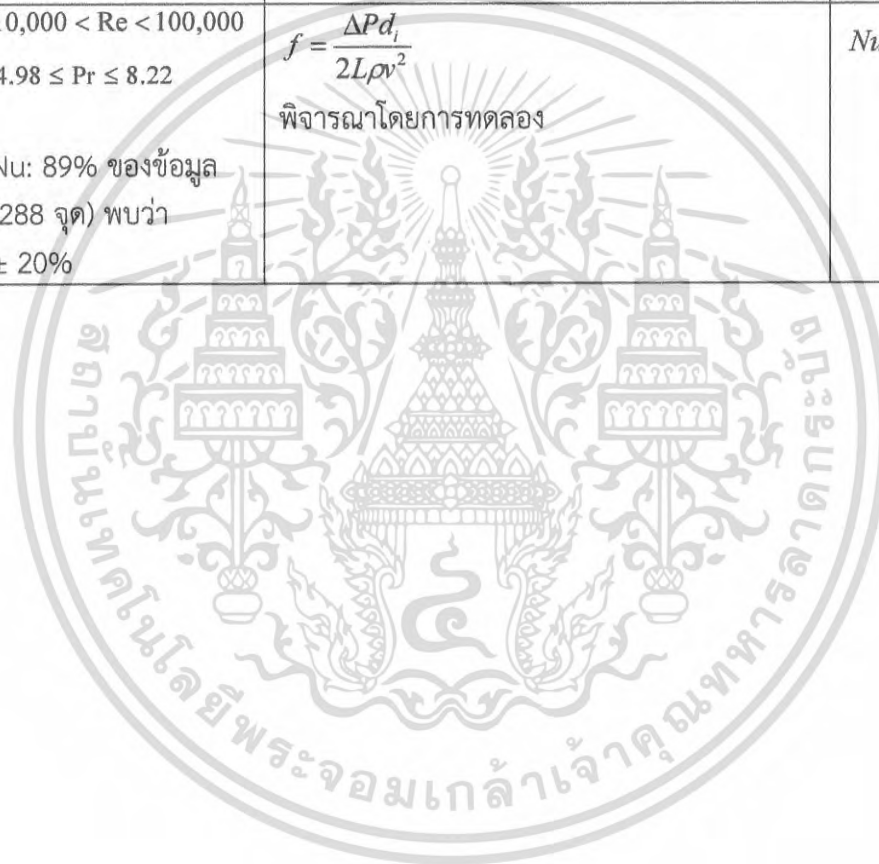 10,000 < Re < 100,000
4.98 ≤ Pr ≤ 8.22
Nu: 89% ของข้อมูล
288 จุด) พบว่า
± 20%
f = ΔPd_i / 2Lρv²
พิจารณาโดยการทดลอง
Nu
สถาบันเทคโนโลยีพระจอมเกล้าเจ้าคุณทหารลาดกระบัง